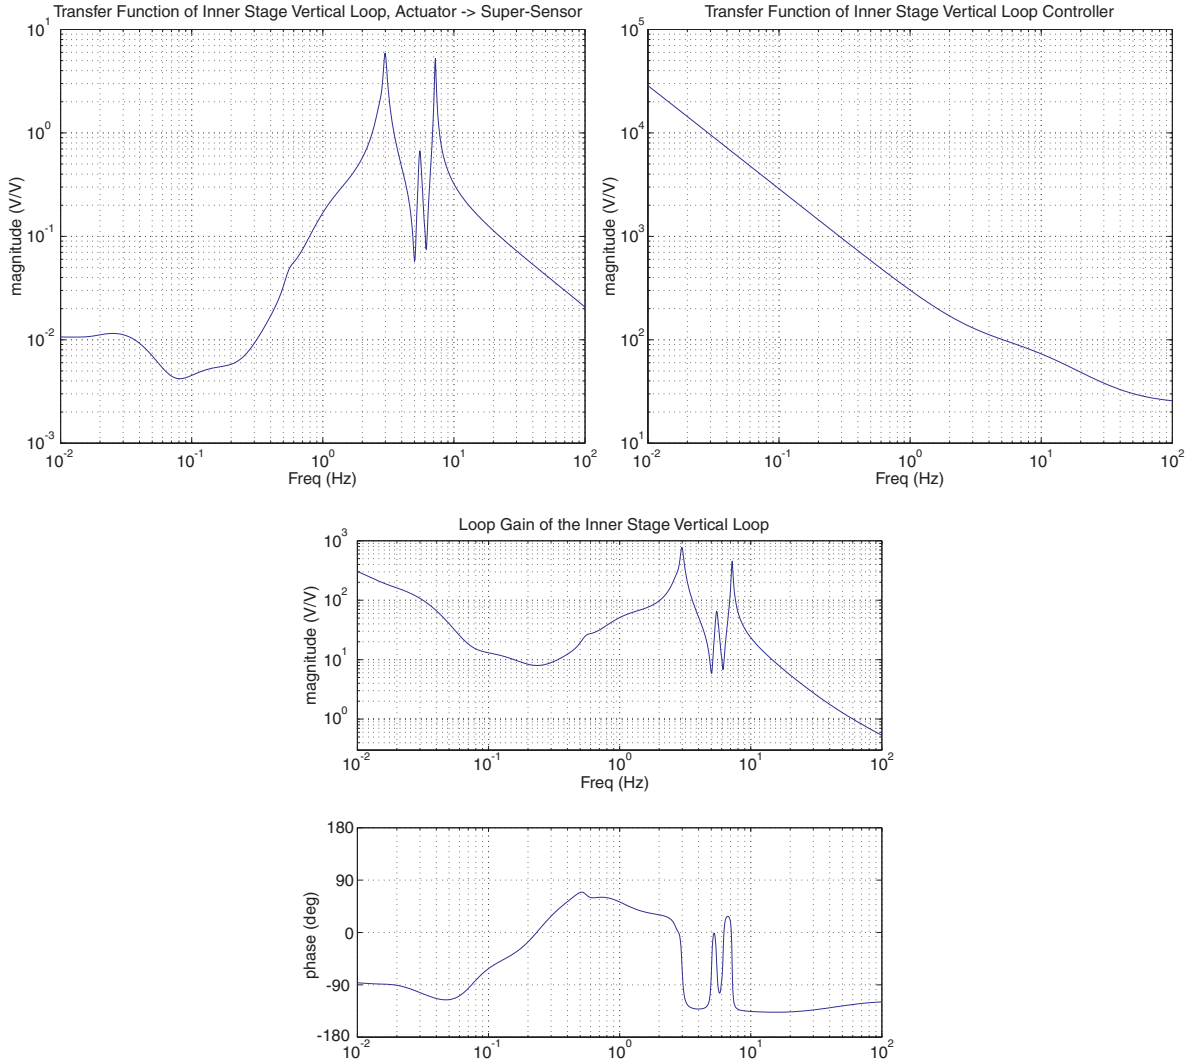 Transfer Function of Inner Stage Vertical Loop, Actuator -> Super-Sensor
10^1
10^0
10^-1
10^-2
10^-3
magnitude (V/V)
10^-2 10^-1 10^0 10^1 10^2
Freq (Hz)
Transfer Function of Inner Stage Vertical Loop Controller
10^5
10^4
10^3
10^2
10^1
magnitude (V/V)
10^-2 10^-1 10^0 10^1 10^2
Freq (Hz)
Loop Gain of the Inner Stage Vertical Loop
10^3
10^2
10^1
10^0
magnitude (V/V)
10^-2 10^-1 10^0 10^1 10^2
Freq (Hz)
180
90
0
-90
-180
phase (deg)
10^-2 10^-1 10^0 10^1 10^2